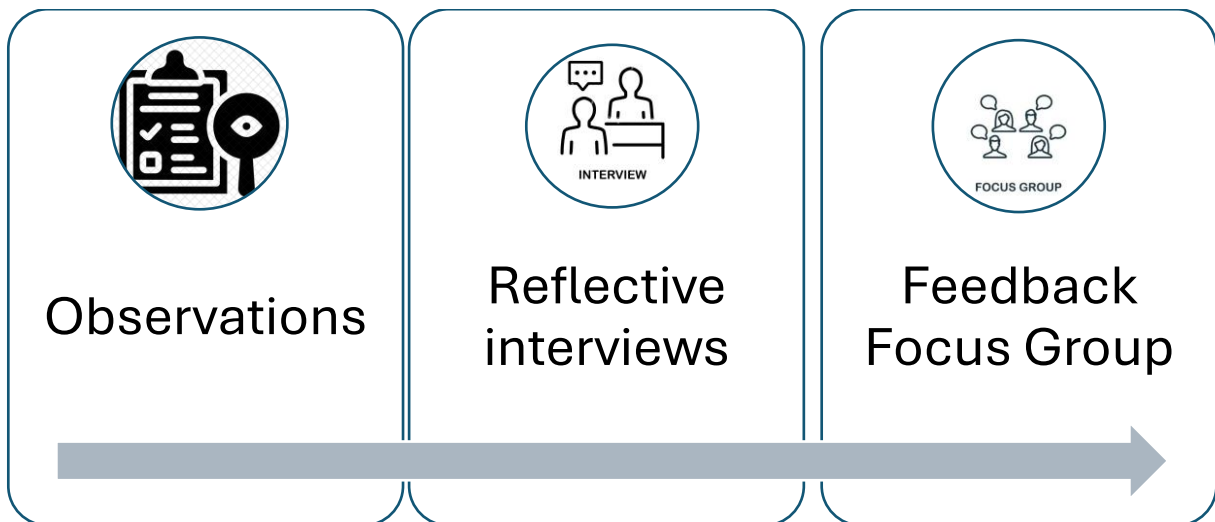 Observations
INTERVIEW
Reflective
interviews
FOCUS GROUP
Feedback
Focus Group